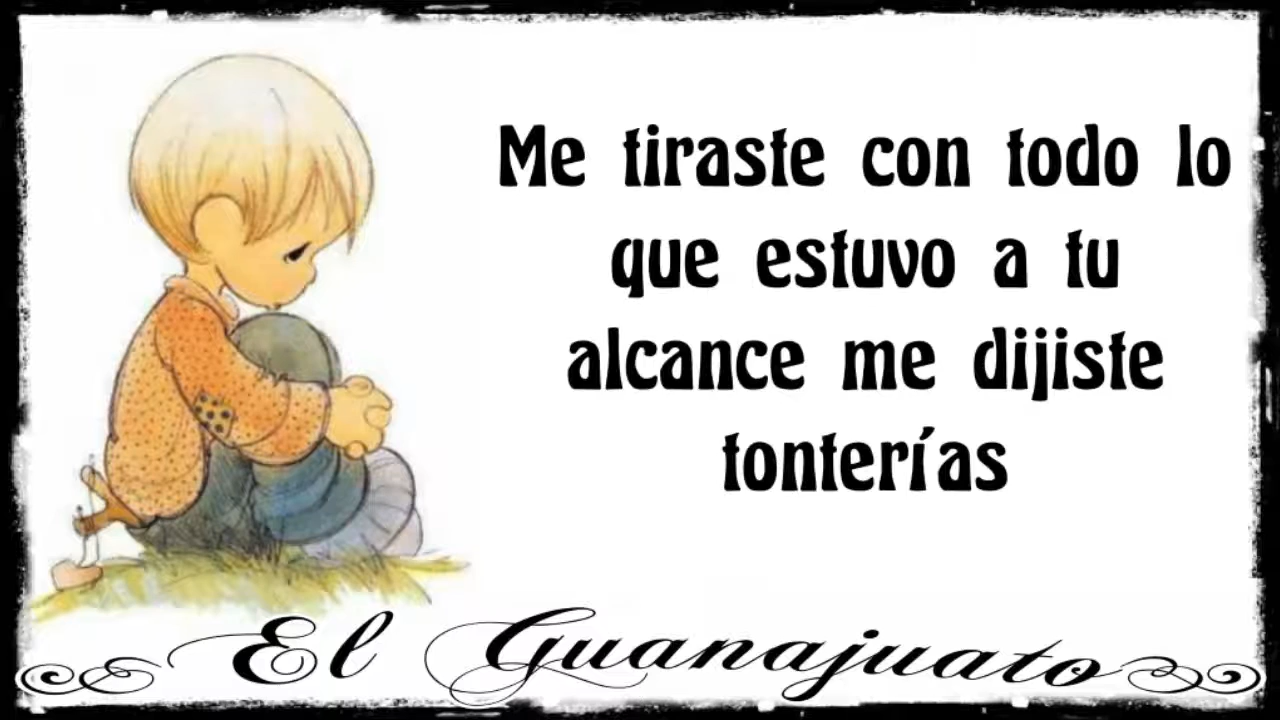 Me tiraste con todo lo
que estuvo a tu
alcance me dijiste
tonterías
El Guanajuato